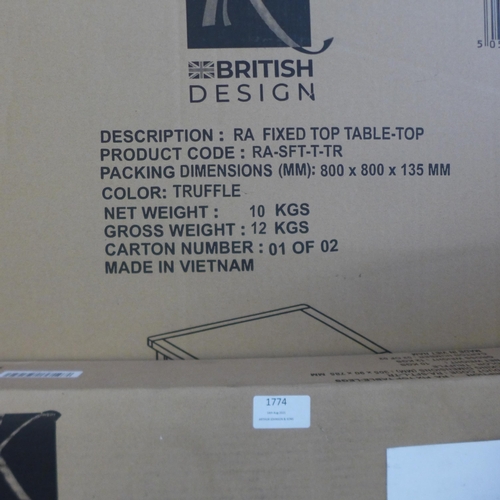 BRITISH
DESIGN
5 0
DESCRIPTION : RA FIXED TOP TABLE-TOP
PRODUCT CODE : RA-SFT-T-TR
PACKING DIMENSIONS (MM): 800 x 800 x 135 MM
COLOR: TRUFFLE
NET WEIGHT : 10 KGS
GROSS WEIGHT : 12 KGS
CARTON NUMBER : 01 OF 02
MADE IN VIETNAM
1774